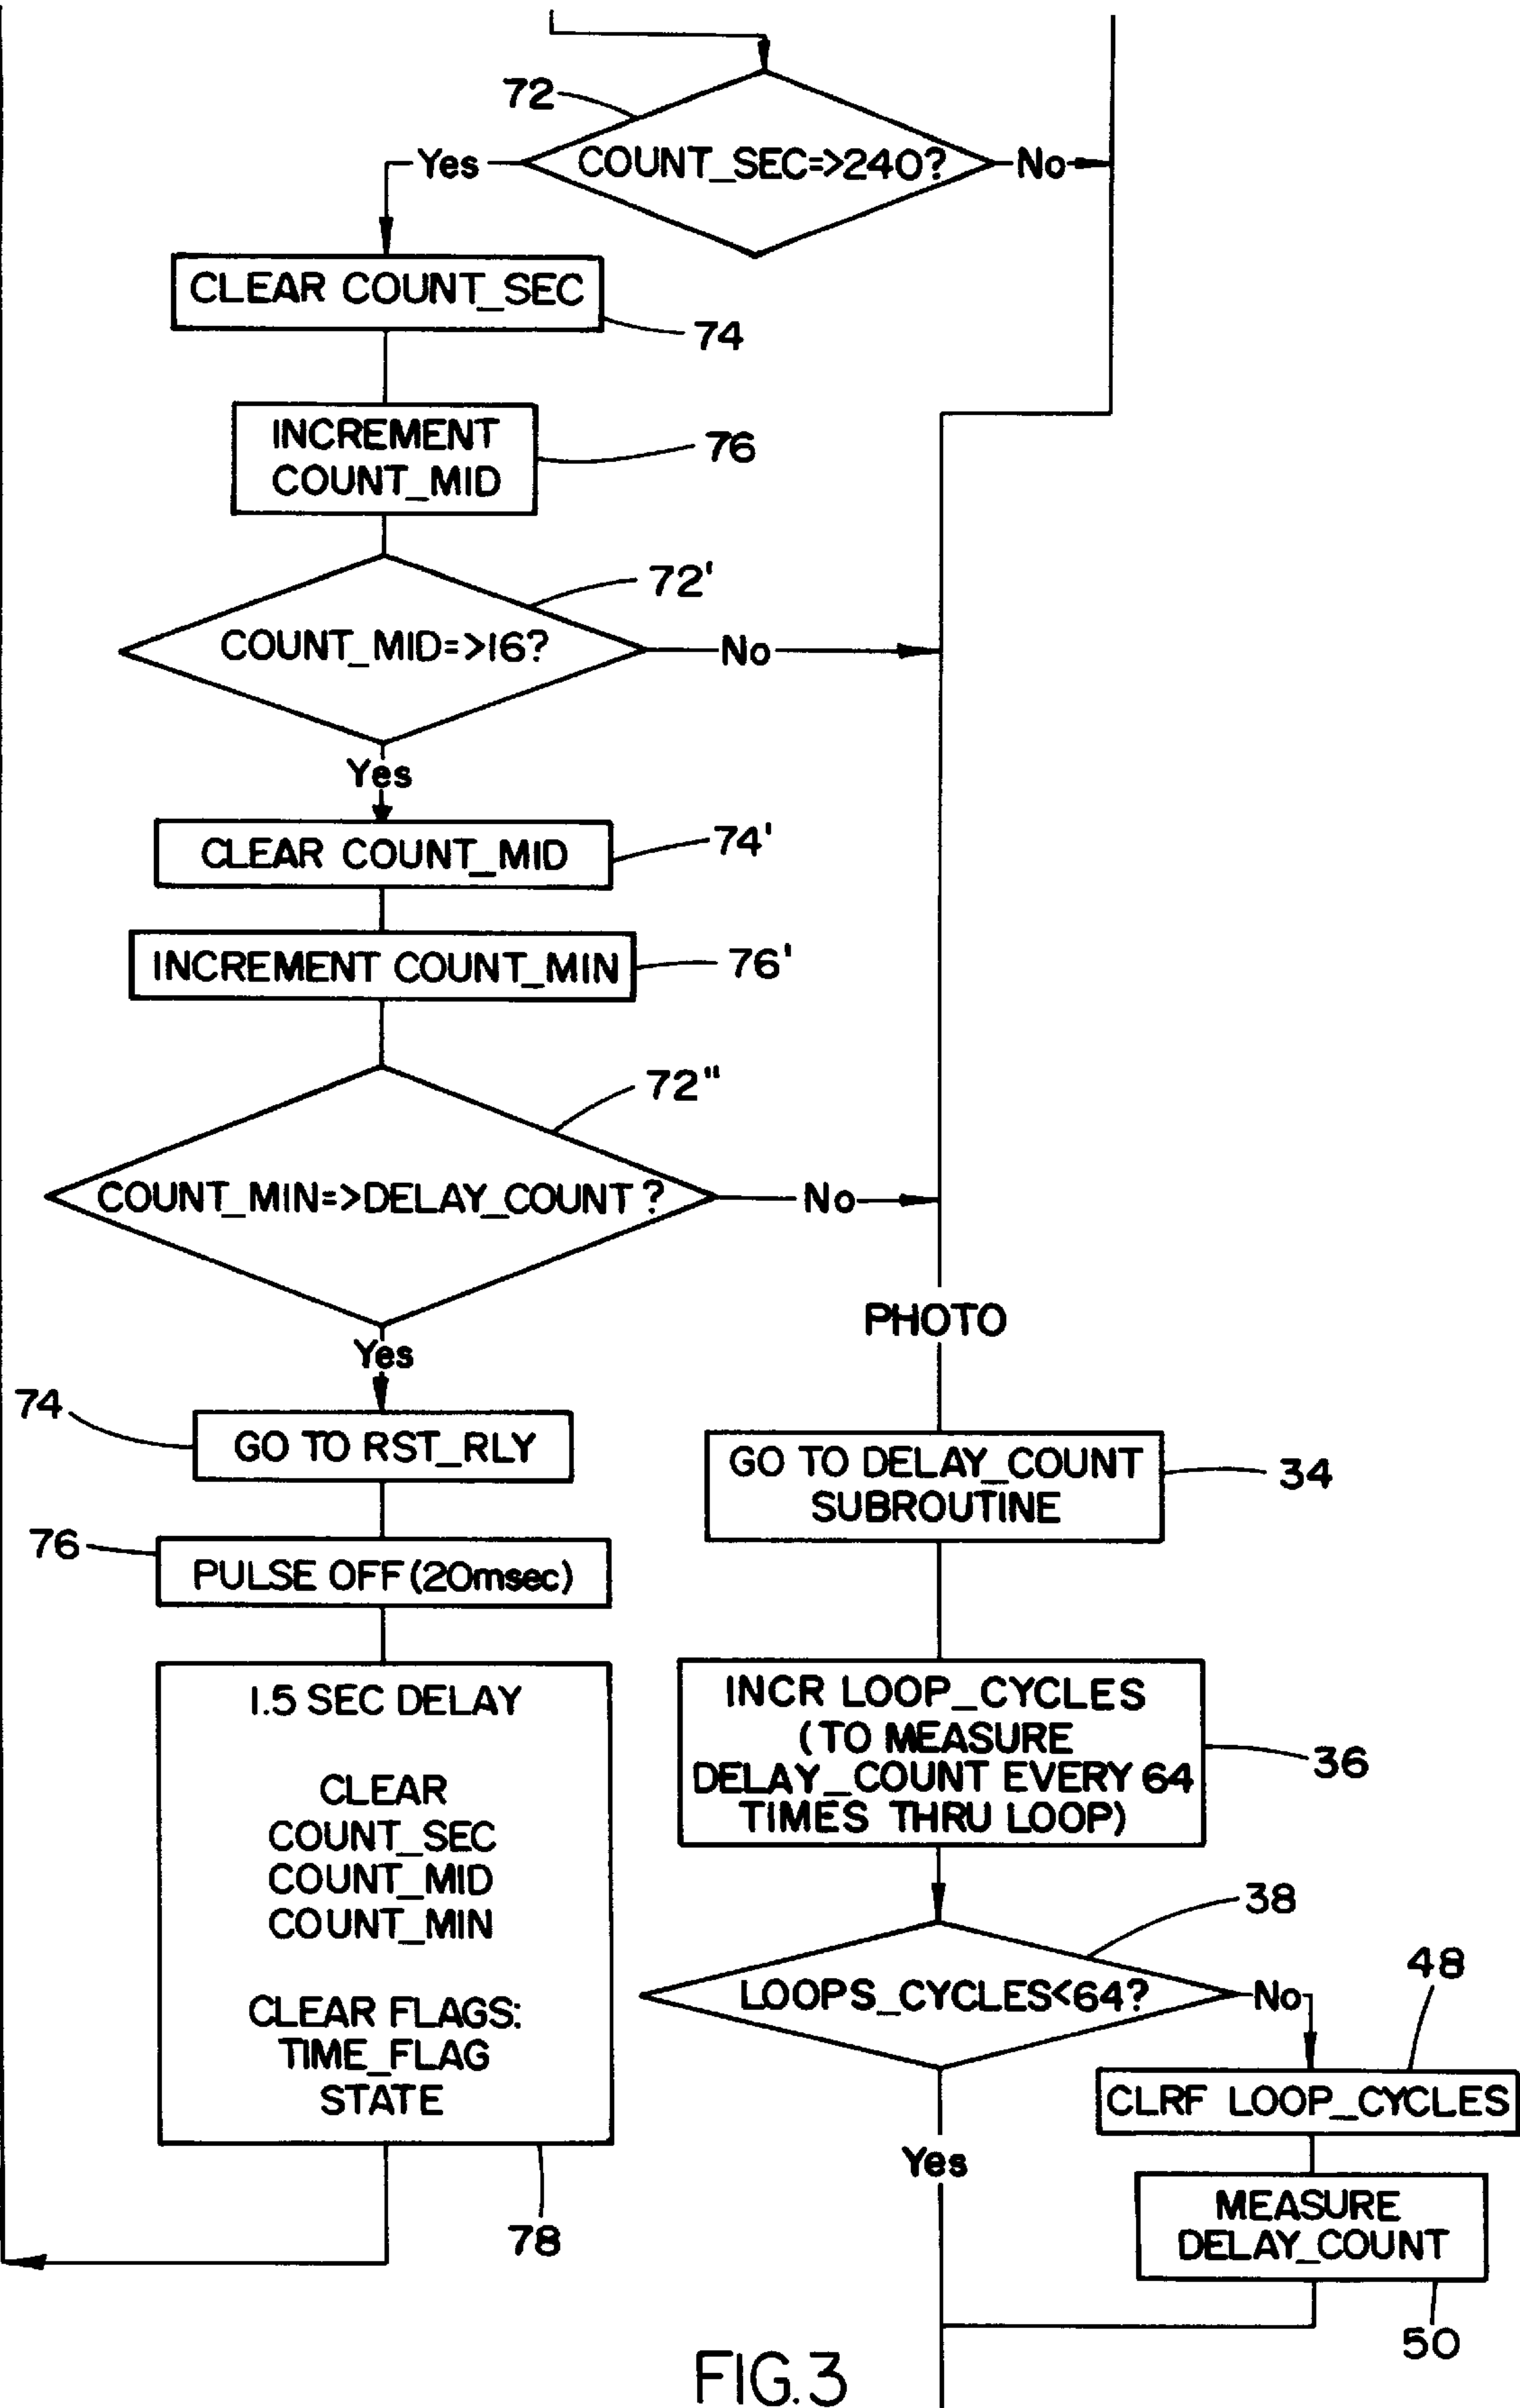 72
Yes
COUNT_SEC=>240?
No
CLEAR COUNT_SEC
74
INCREMENT
COUNT_MID
76
72'
COUNT_MID=>16?
No
Yes
CLEAR COUNT_MID
74'
INCREMENT COUNT_MIN
76'
72"
COUNT_MIN=>DELAY_COUNT?
No
Yes
74
GO TO RST_RLY
76
PULSE OFF (20msec)
1.5 SEC DELAY
CLEAR
COUNT_SEC
COUNT_MID
COUNT_MIN
CLEAR FLAGS:
TIME_FLAG
STATE
78
PHOTO
GO TO DELAY_COUNT
SUBROUTINE
34
INCR LOOP_CYCLES
(TO MEASURE
DELAY_COUNT EVERY 64
TIMES THRU LOOP)
36
38
LOOPS_CYCLES<64?
No
48
CLRF LOOP_CYCLES
Yes
MEASURE
DELAY_COUNT
50
FIG.3